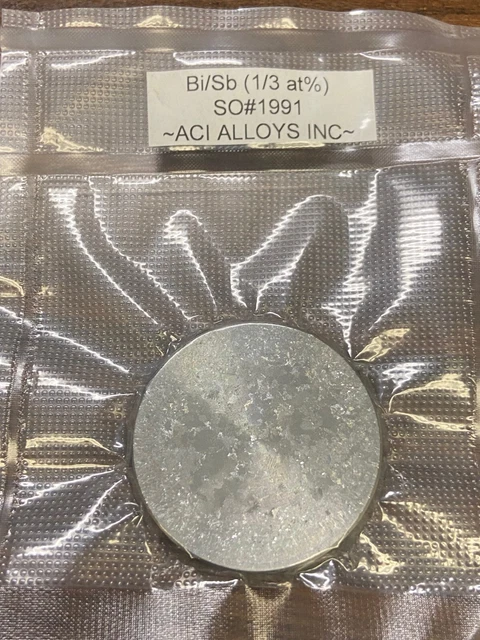 Bi/Sb (1/3 at%)
SO#1991
~ACI ALLOYS INC~